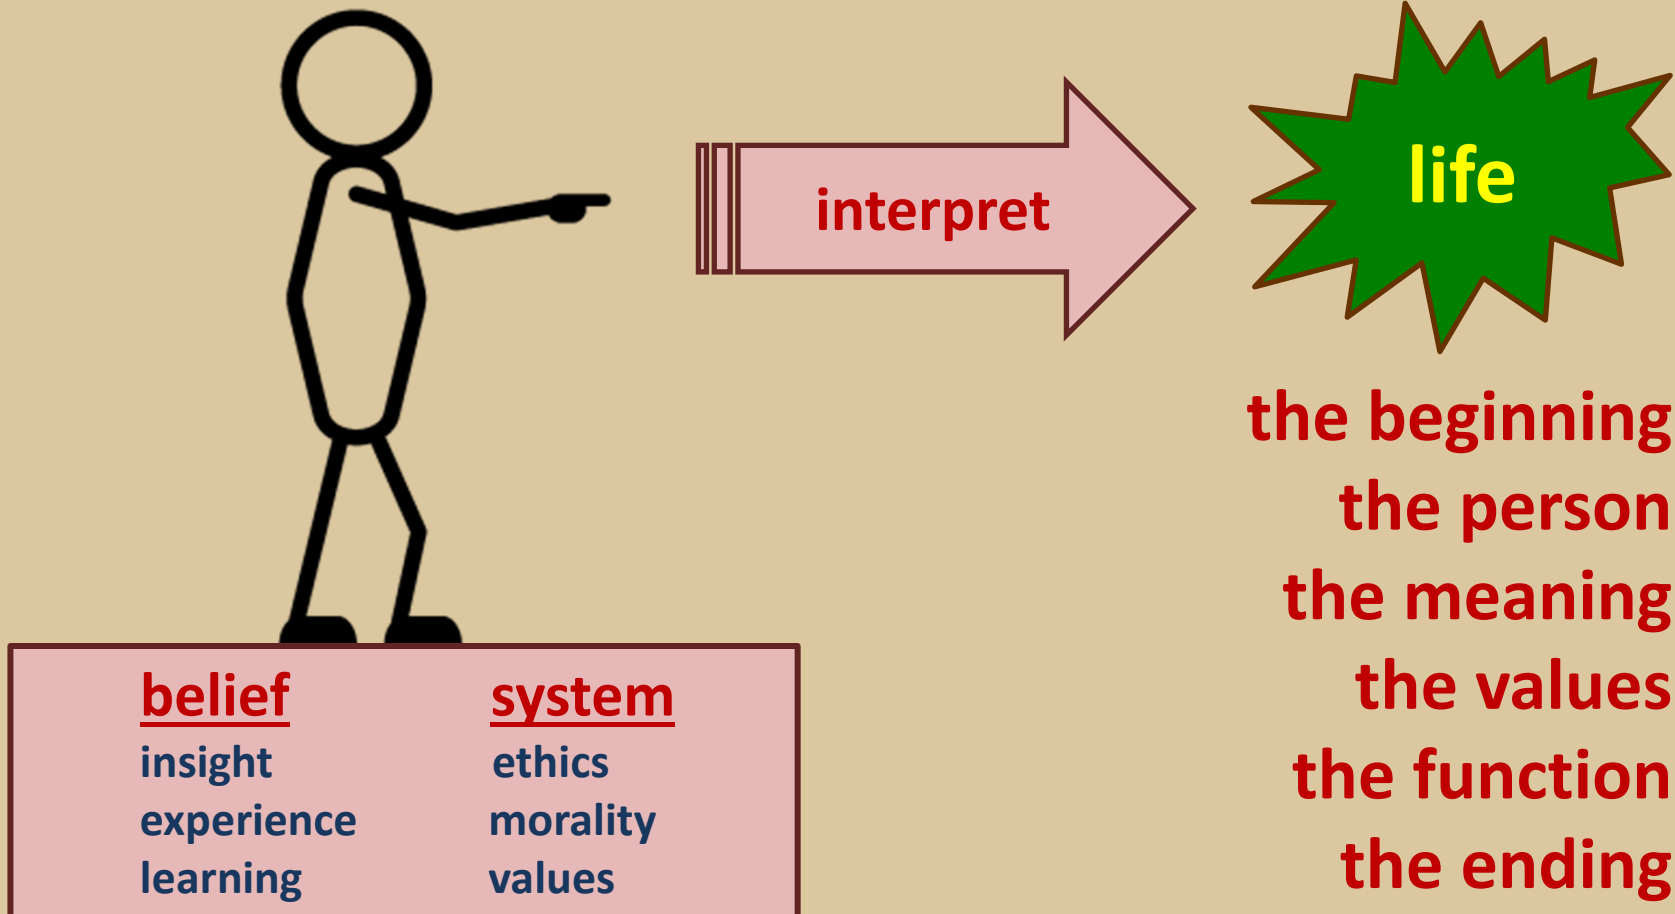 interpret
life
the beginning
the person
the meaning
the values
the function
the ending
belief system
insight ethics
experience morality
learning values